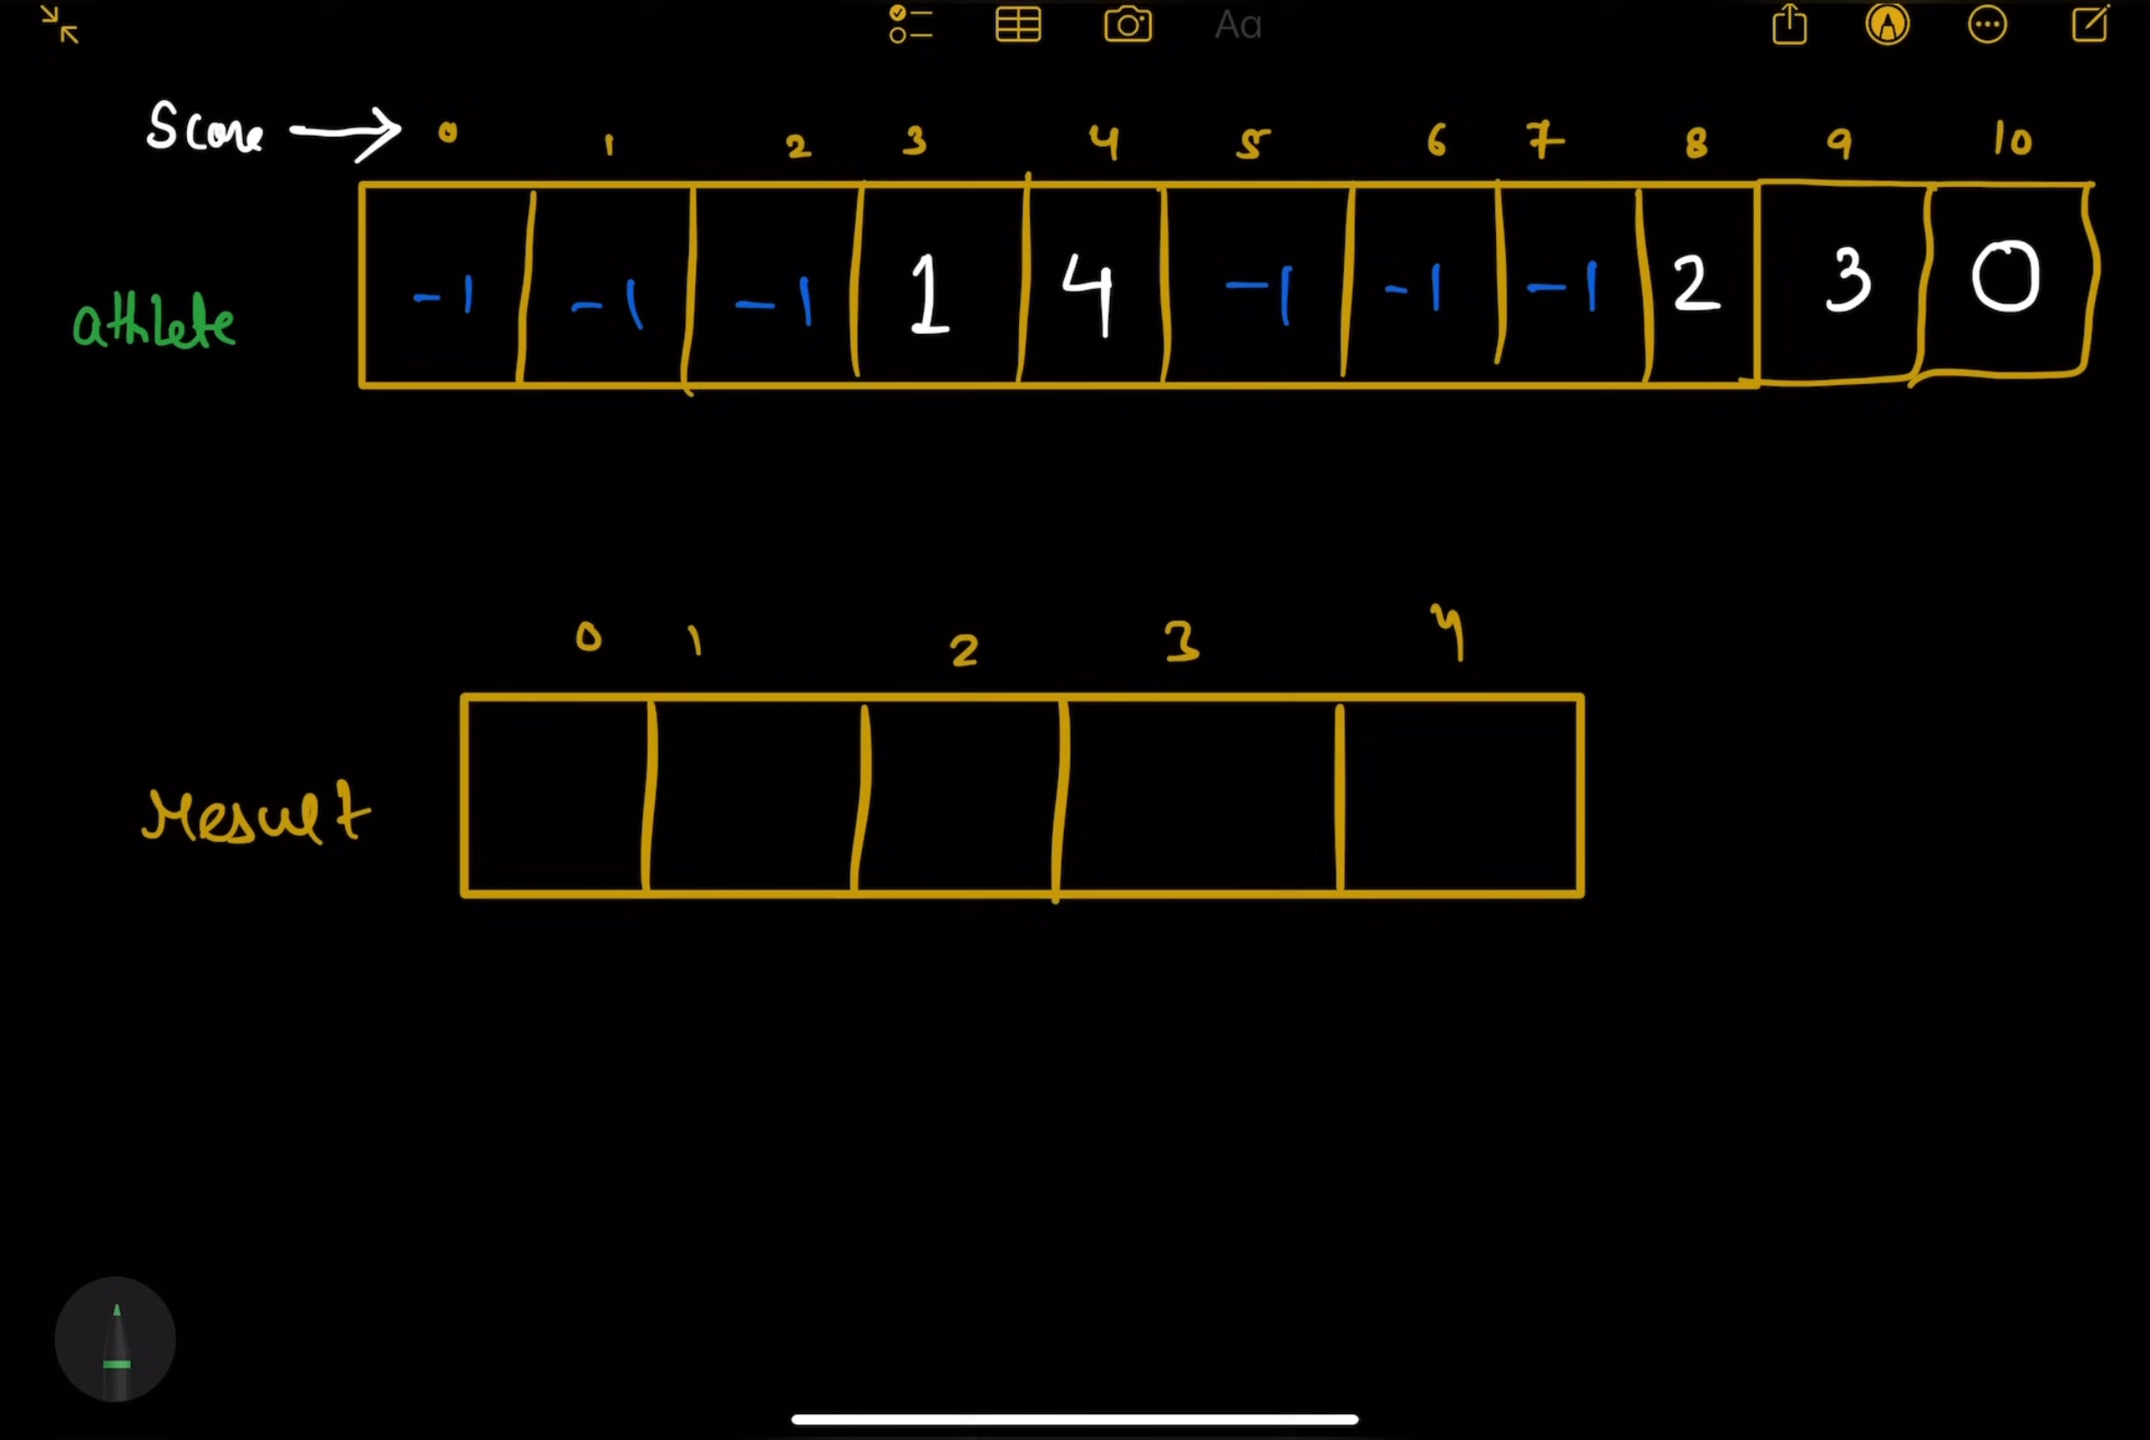 Aa
Score → 0 1 2 3 4 5 6 7 8 9 10
athlete -1 -1 -1 1 4 -1 -1 -1 2 3 0
0 1 2 3 4
result